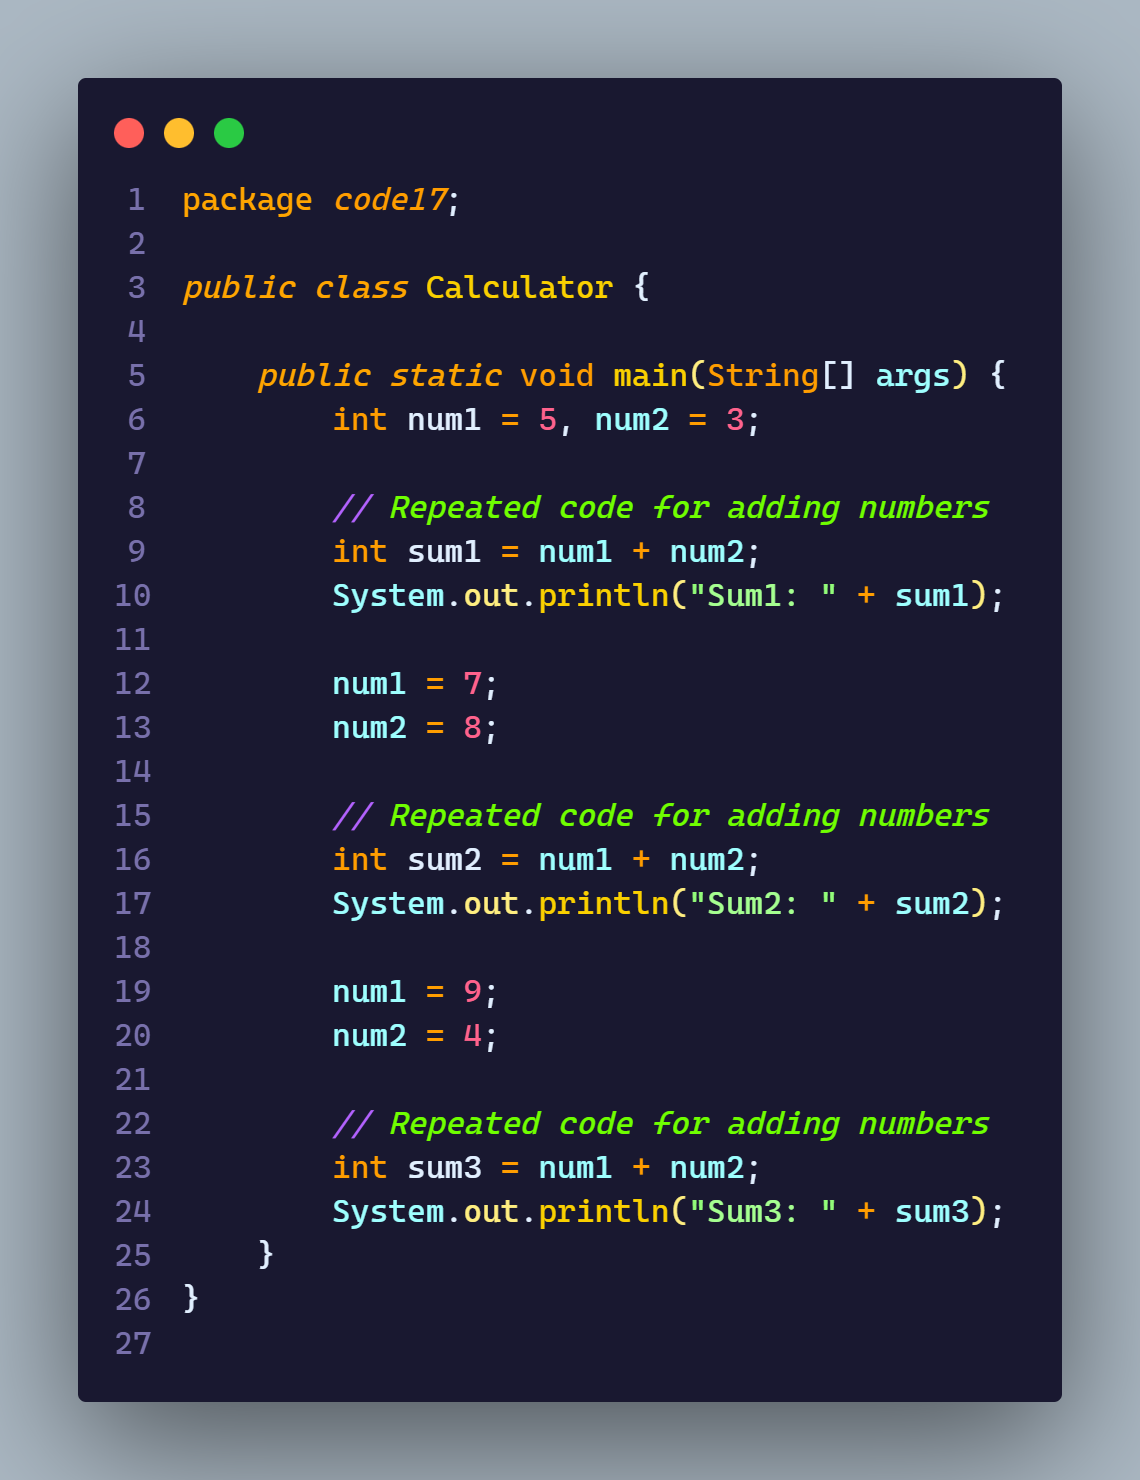 1 package code17;
2
3 public class Calculator {
4
5     public static void main(String[] args) {
6         int num1 = 5, num2 = 3;
7
8         // Repeated code for adding numbers
9         int sum1 = num1 + num2;
10         System.out.println("Sum1: " + sum1);
11
12         num1 = 7;
13         num2 = 8;
14
15         // Repeated code for adding numbers
16         int sum2 = num1 + num2;
17         System.out.println("Sum2: " + sum2);
18
19         num1 = 9;
20         num2 = 4;
21
22         // Repeated code for adding numbers
23         int sum3 = num1 + num2;
24         System.out.println("Sum3: " + sum3);
25     }
26 }
27